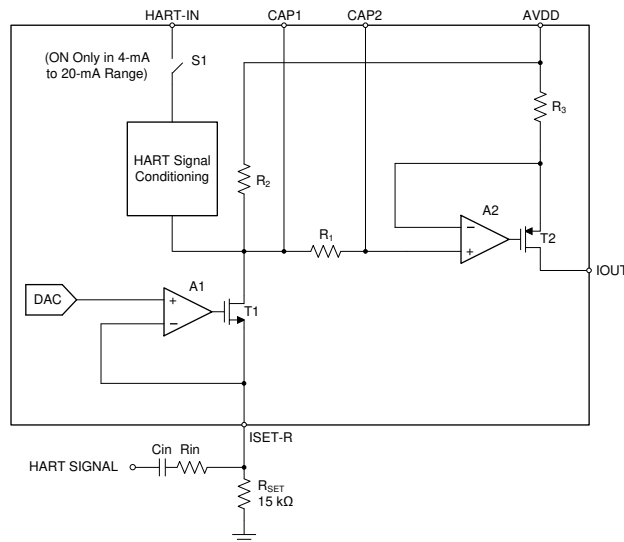 HART-IN
CAP1
CAP2
AVDD
(ON Only in 4-mA
to 20-mA Range)
S1
R3
HART Signal
Conditioning
R2
A2
R1
−
+
T2
IOUT
A1
DAC
+
−
T1
ISET-R
Cin
Rin
HART SIGNAL
RSET
15 kΩ